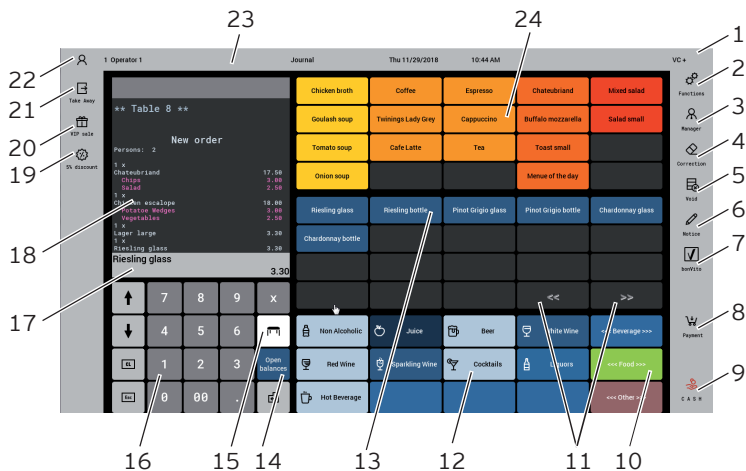 23
24
1
1 Operator 1
Journal
Thu 11/29/2018
10:44 AM
VC +
22
2
Functions
21
Take Away
Chicken broth
Coffee
Espresso
Chateubriand
Mixed salad
3
Manager
** Table 8 **
Goulash soup
Twinings Lady Grey
Cappuccino
Buffalo mozzarella
Salad small
20
VIP sale
New order
Persons: 2
4
Correction
Tomato soup
Cafe Latte
Tea
Toast small
19
5% discount
1 x
Chateubriand 17.50
Chips 3.00
Salad 2.50
1 x
Onion soup
Menue of the day
5
Void
18
Chicken escalope 18.00
Potatoe Wedges 3.00
Vegetables 2.50
1 x
Lager large 3.30
1 x
Riesling glass 3.30
Riesling glass
Riesling bottle
Pinot Grigio glass
Pinot Grigio bottle
Chardonnay glass
6
Notice
Chardonnay bottle
7
bonVito
17
Riesling glass
3.30
<<
>>
7
8
9
X
8
Payment
4
5
6
Non Alcoholic
Juice
Beer
White Wine
<<< Beverage >>>
CL
1
2
3
Open
balances
Red Wine
Sparkling Wine
Cocktails
<<< Food >>>
9
CASH
Esc
0
00
.
Hot Beverage
<<< Other >>>
16
15
14
13
12
11
10